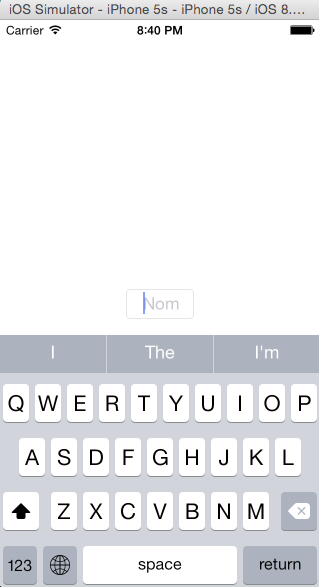 iOS Simulator - iPhone 5s - iPhone 5s / iOS 8....
Carrier 8:40 PM
Nom
I The I'm
Q W E R T Y U I O P
A S D F G H J K L
Z X C V B N M
123 space return